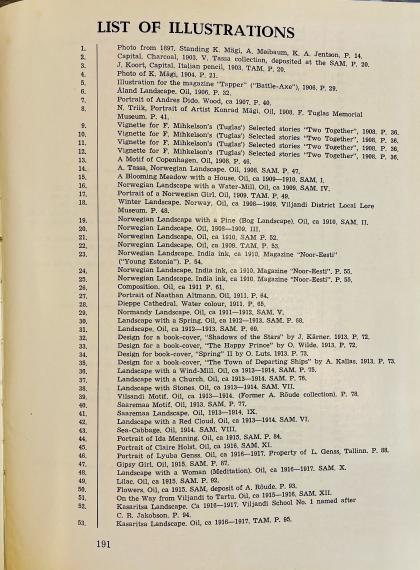 LIST OF ILLUSTRATIONS
1. Photo from 1897. Standing K. Mägi, A. Meibaum, K. A. Jentson, P. 14.
2. Capital. Charcoal, 1903. V. Tassa collection, deposited at the SAM. P. 20.
3. J. Koort, Capital. Italian pencil, 1903. TAM. P. 20.
4. Photo of K. Mägi, 1904. P. 21.
5. Illustration for the magazine "Tapper" ("Battle-Axe"), 1906. P. 29.
6. Åland Landscape, Oil, 1906, P. 32.
7. Portrait of Andres Dido. Wood, ca 1907, P. 40.
8. N. Triik, Portrait of Artist Konrad Mägi, Oil, 1908, F. Tuglas Memorial
Museum. P. 41.
9. Vignette for F. Mihkelson's (Tuglas') Selected stories "Two Together", 1908, P. 36.
10. Vignette for F. Mihkelson's (Tuglas') Selected stories "Two Together", 1908, P. 36.
11. Vignette for F. Mihkelson's (Tuglas') Selected stories "Two Together", 1908, P. 36.
12. Vignette for F. Mihkelson's (Tuglas') Selected stories "Two Together", 1908, P. 36.
13. A Motif of Copenhagen, Oil, 1908, P. 46.
14. A. Tassa, Norwegian Landscape, Oil, 1908, SAM. P. 47.
15. A Blooming Meadow with a House, Oil, ca 1909—1910, SAM, I.
16. Norwegian Landscape with a Water-Mill, Oil, ca 1909, SAM. IV.
17. Portrait of a Norwegian Girl, Oil, 1909, TAM. P. 49.
18. Winter Landscape. Norway, Oil, ca 1908—1909, Viljandi District Local Lore
Museum. P. 48.
19. Norwegian Landscape with a Pine (Bog Landscape). Oil, ca 1910, SAM, II.
20. Norwegian Landscape, Oil, 1908—1909, III.
21. Norwegian Landscape, Oil, ca 1910, SAM. P. 52.
22. Norwegian Landscape, Oil, ca 1909, TAM. P. 53.
23. Norwegian Landscape, India ink, ca 1910, Magazine "Noor-Eesti"
("Young Estonia"). P. 54.
24. Norwegian Landscape, India ink, ca 1910, Magazine "Noor-Eesti". P. 55.
25. Norwegian Landscape, India ink, ca 1910, Magazine "Noor-Eesti". P. 55.
26. Composition. Oil, ca 1911 P. 61.
27. Portrait of Naathan Altmann, Oil, 1911. P. 64.
28. Dieppe Cathedral, Water colour, 1911. P. 65.
29. Normandy Landscape, Oil, ca 1911—1912, SAM, V.
30. Landscape with a Spring, Oil, ca 1912—1913. P. 68.
31. Landscape, Oil, ca 1912—1913. SAM. P. 69.
32. Design for a book-cover, "Shadows of the Stars" by J. Kärner, 1913, P. 72.
33. Design for a book-cover, "The Happy Prince" by O. Wilde, 1913, P. 72.
34. Design for book-cover, "Spring" II by O. Luts. 1913. P. 73.
35. Design for a book-cover, "The Town of Departing Ships" by A. Kallas, 1913, P. 73.
36. Landscape with a Wind-Mill, Oil, ca 1913—1914, SAM, P. 75.
37. Landscape with a Church, Oil, ca 1913—1914, SAM. P. 76.
38. Landscape with Stones, Oil, ca 1913—1914, SAM. VII.
39. Vilsandi Motif, Oil, ca 1913—1914. (Former A. Rõude collection), P. 78.
40. Saaremaa Motif, Oil, 1913, SAM, P. 77.
41. Saaremaa Landscape, Oil, 1913—1914, IX.
42. Landscape with a Red Cloud, Oil, ca 1913—1914, SAM. VI.
43. Sea-Cabbage, Oil, 1914, SAM. VIII.
44. Portrait of Ida Menning, Oil, ca 1915, SAM. P. 84.
45. Portrait of Claire Holst, Oil, ca 1916, SAM, XI.
46. Portrait of Lyuba Genss, Oil, ca 1916—1917. Property of L. Genss, Tallinn. P. 88.
47. Gipsy Girl, Oil, 1915, SAM. P. 87.
48. Landscape with a Woman (Meditation). Oil, ca 1916—1917. SAM. X.
49. Lilac, Oil, 1915, SAM. P. 92.
50. Flowers, Oil, ca 1915, SAM, deposit of A. Rõude. P. 93.
51. On the Way from Viljandi to Tartu. Oil, ca 1915—1916, SAM, XII.
52. Kasaritsa Landscape, Ca 1916—1917. Viljandi School No. 1 named after
C. R. Jakobson, P. 94.
53. Kasaritsa Landscape, Oil, ca 1916—1917, TAM. P. 95.
191